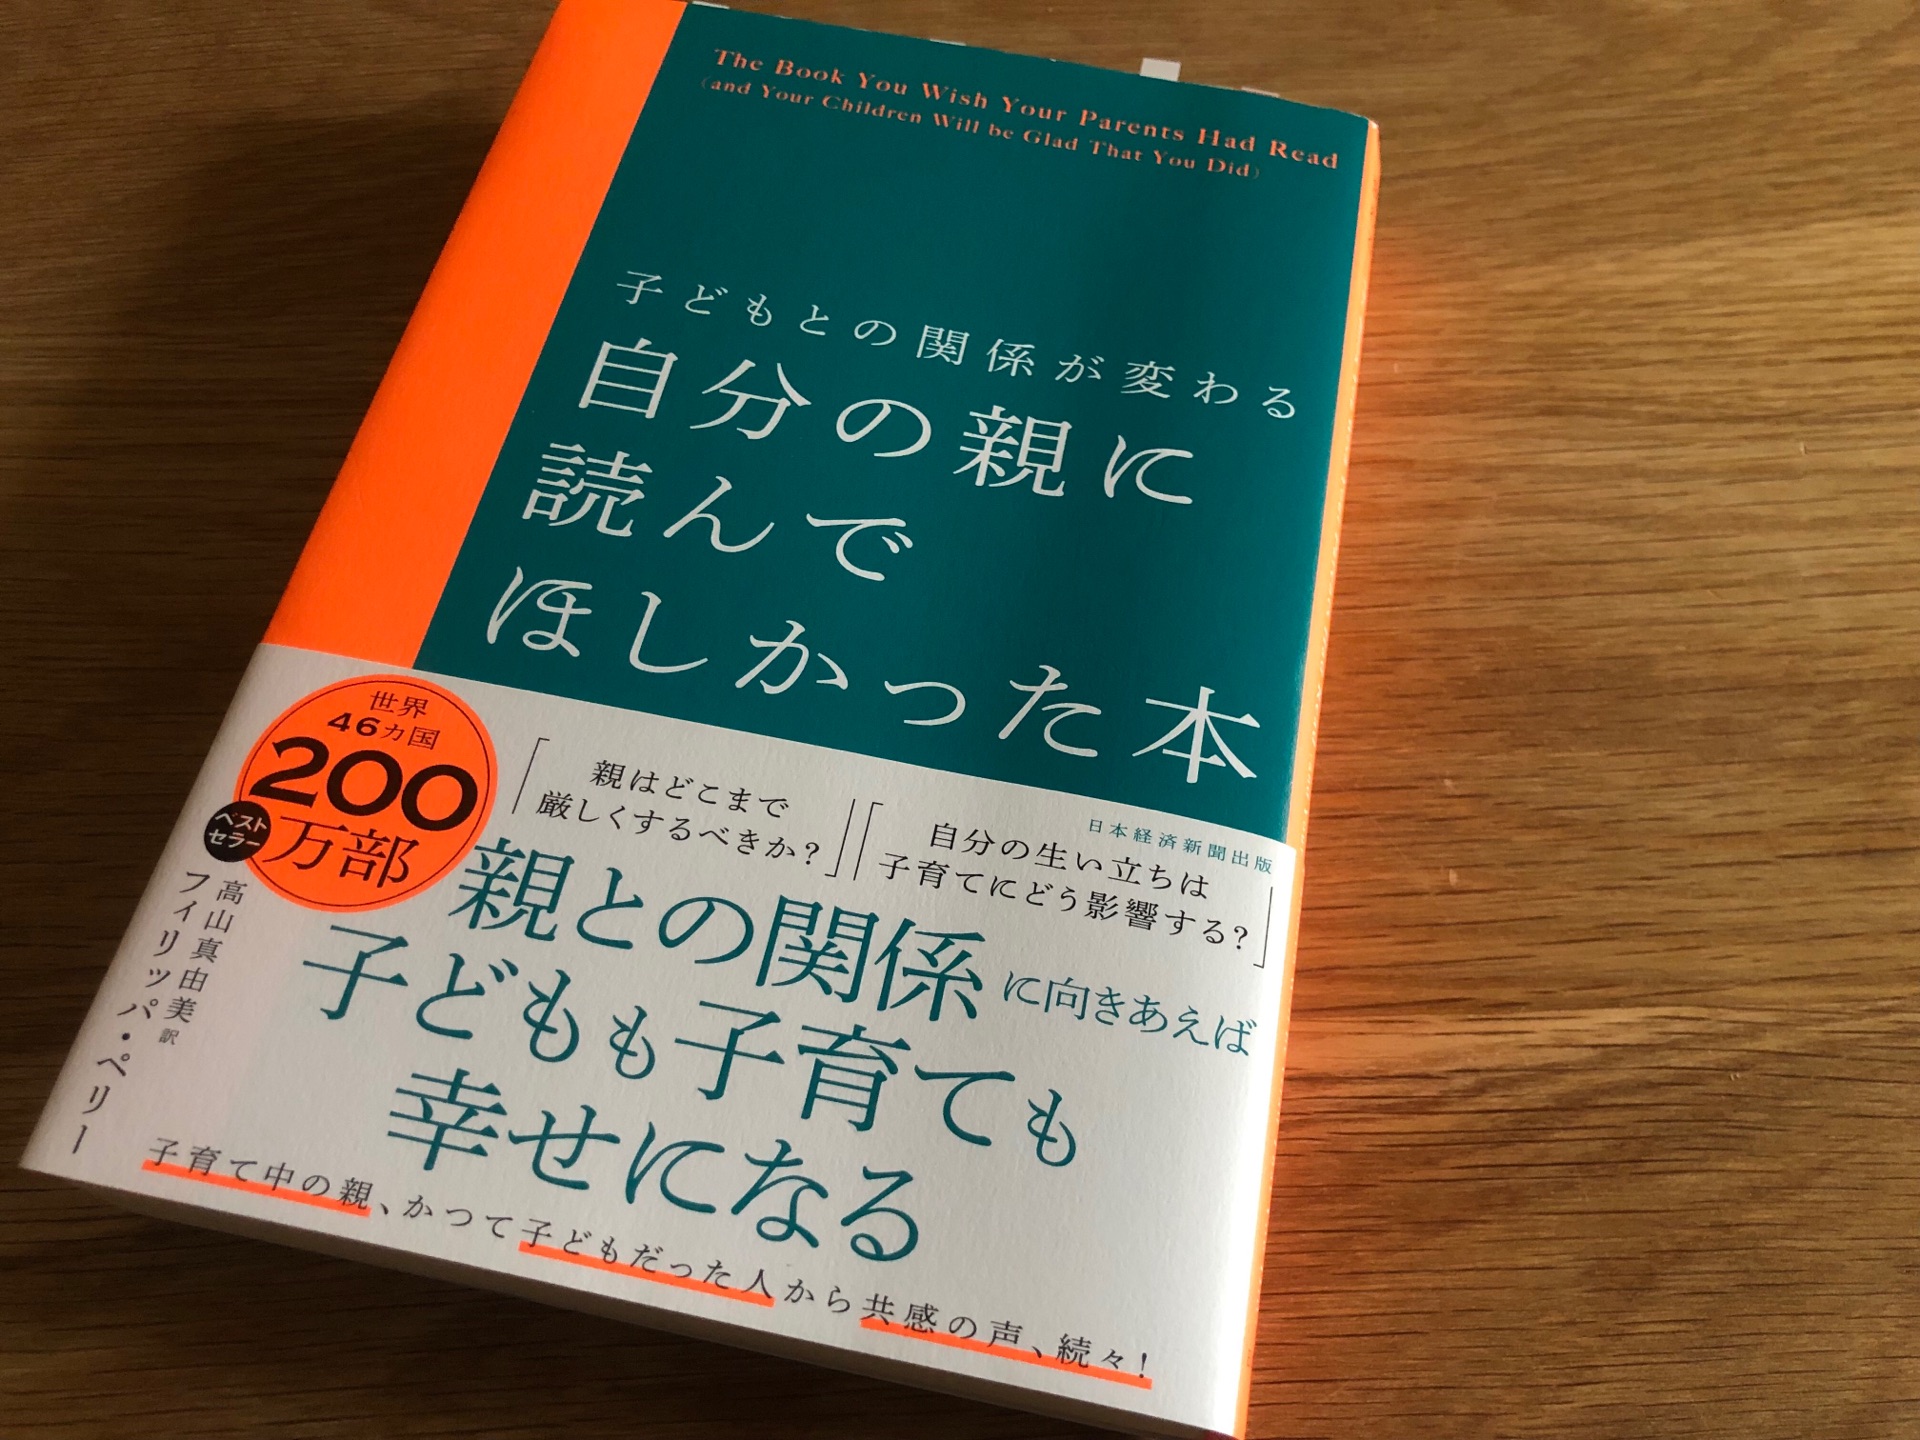 The Book You Wish Your Parents Had Read
(and Your Children Will be Glad That You Did)
子どもとの関係が変わる
自分の親に
読んで
ほしかった本
日本経済新聞出版
世界
46カ国
200
万部
ベスト
セラー
「親はどこまで
厳しくするべきか?」
「自分の生い立ちは
子育てにどう影響する?」
親との関係に向きあえば
子どもも子育ても
幸せになる
フィリッパ・ペリー
高山真由美 訳
子育て中の親、かつて子どもだった人から共感の声、続々!